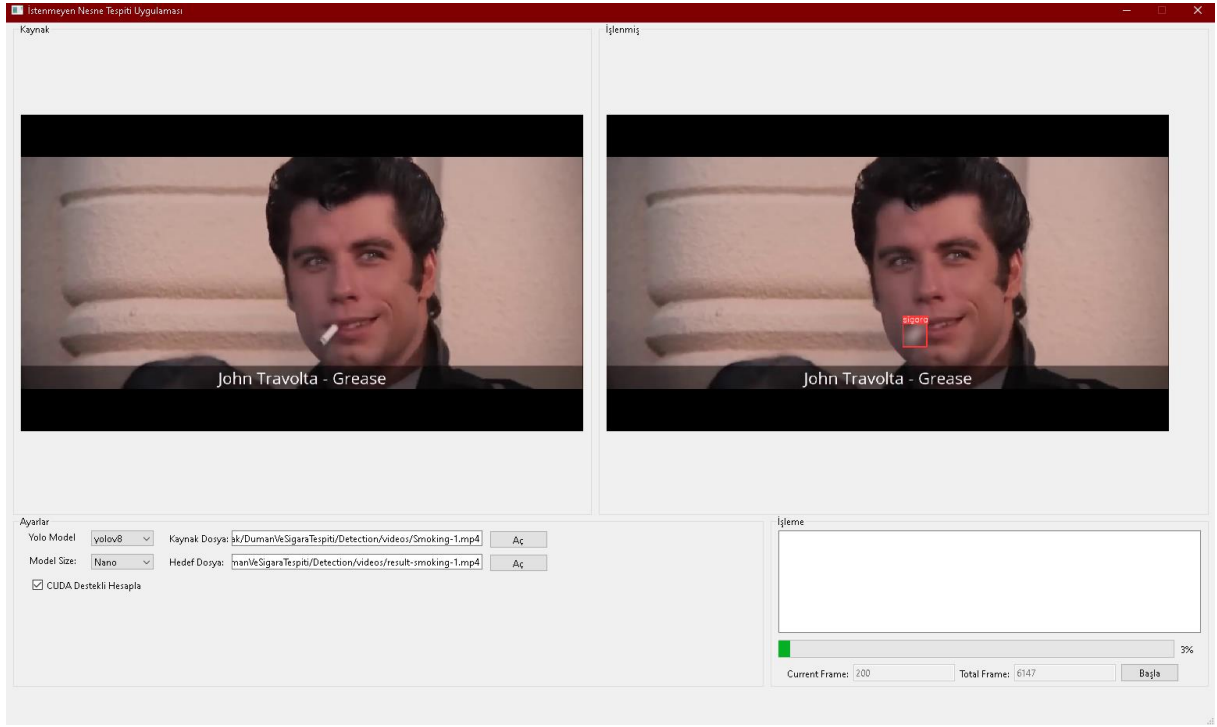 İstenmeyen Nesne Tespiti Uygulaması
Kaynak
İşlenmiş
John Travolta - Grease
sigara
John Travolta - Grease
Ayarlar
Yolo Model yolov8 Kaynak Dosya: ak/DumanVeSigaraTespiti/Detection/videos/Smoking-1.mp4 Aç
Model Size: Nano Hedef Dosya: manVeSigaraTespiti/Detection/videos/result-smoking-1.mp4 Aç
CUDA Destekli Hesapla
İşleme
3%
Current Frame: 200 Total Frame: 6147 Başla